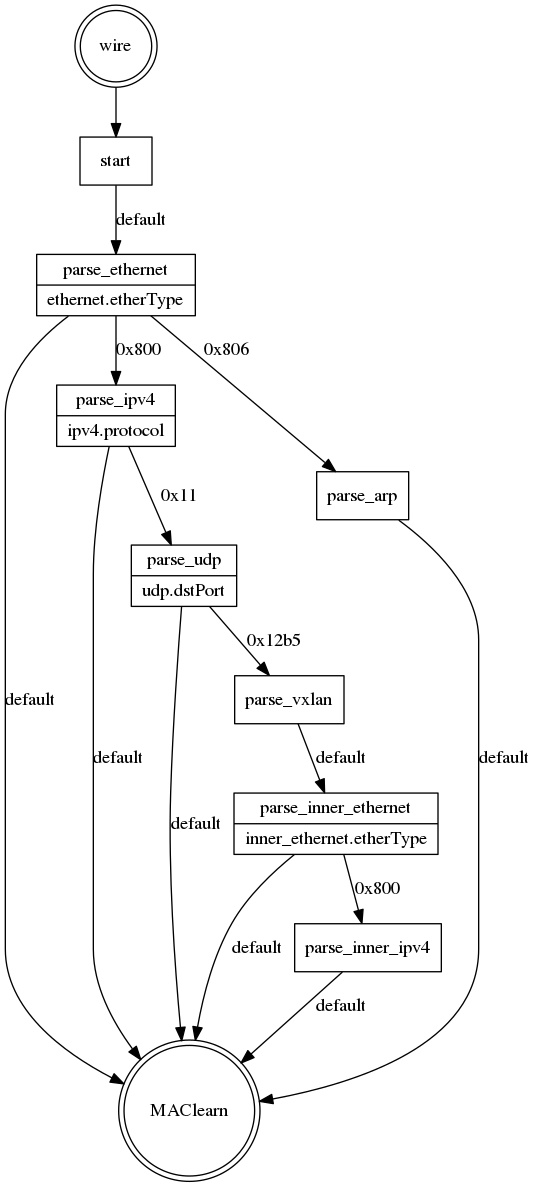 wire
start
default
parse_ethernet
ethernet.etherType
0x800
0x806
parse_ipv4
ipv4.protocol
parse_arp
0x11
parse_udp
udp.dstPort
0x12b5
parse_vxlan
default
default
default
default
parse_inner_ethernet
default
inner_ethernet.etherType
0x800
default
parse_inner_ipv4
default
MAClearn